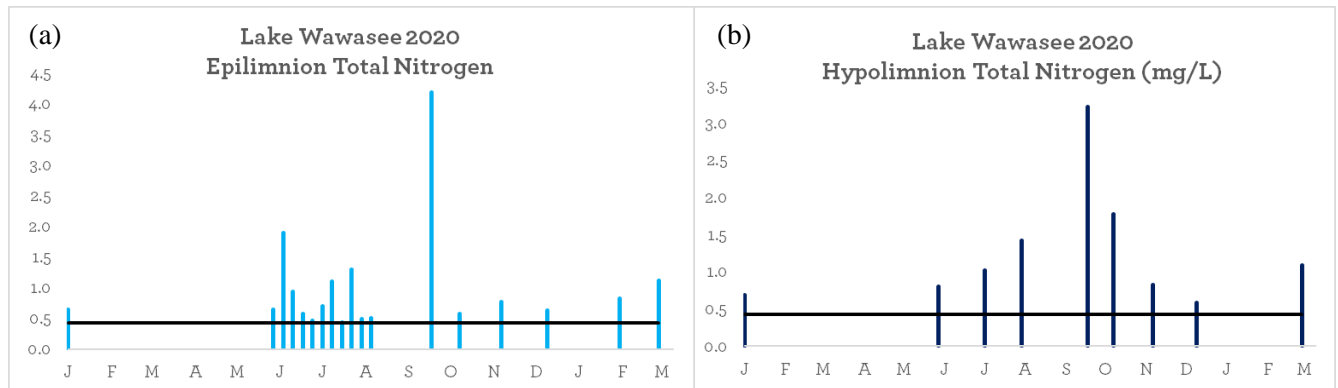 (a)
Lake Wawasee 2020
Epilimnion Total Nitrogen
4.5
4.0
3.5
3.0
2.5
2.0
1.5
1.0
0.5
0.0
J F M A M J J A S O N D J F M
(b)
Lake Wawasee 2020
Hypolimnion Total Nitrogen (mg/L)
3.5
3.0
2.5
2.0
1.5
1.0
0.5
0.0
J F M A M J J A S O N D J F M